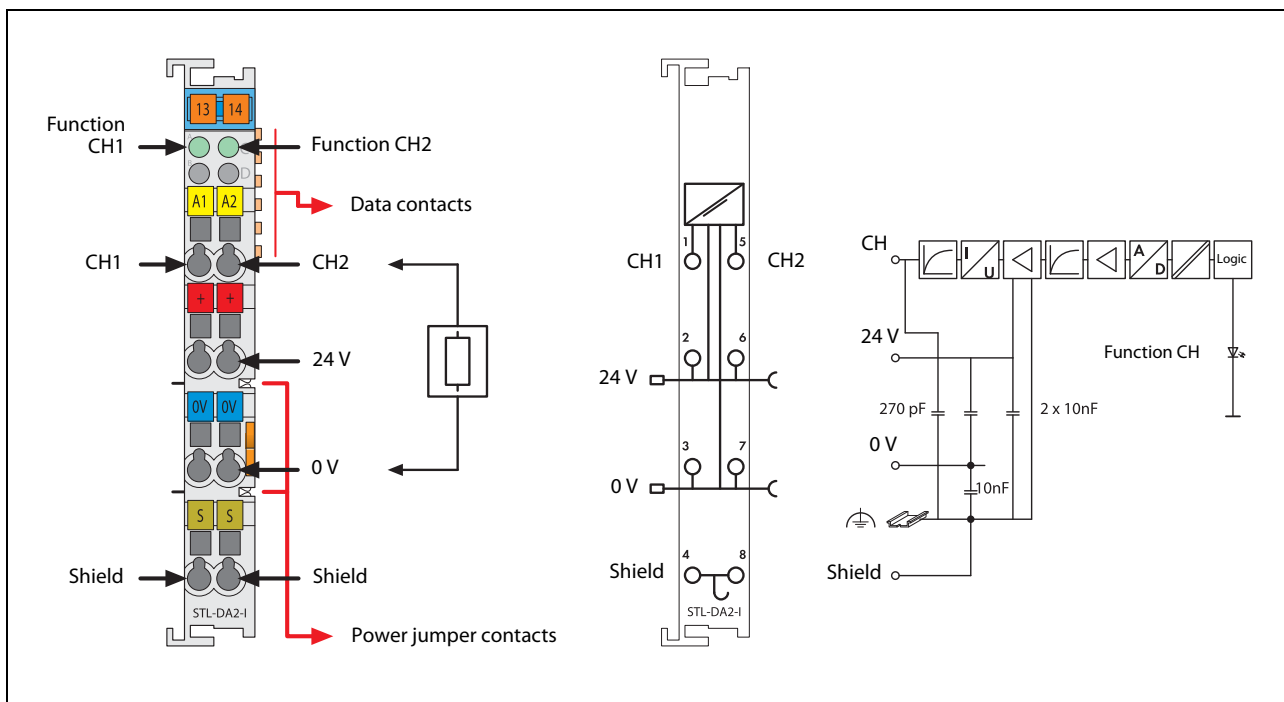 13 14
Function
CH1
Function CH2
A C
B D
A1 A2
Data contacts
CH1
CH2
+ +
24 V
0V 0V
0 V
S S
Shield
Shield
STL-DA2-I
Power jumper contacts
1 5
CH1
CH2
2 6
24 V
3 7
0 V
4 8
Shield
STL-DA2-I
CH
I
U
A
D
Logic
24 V
Function CH
270 pF
2 x 10nF
0 V
10nF
Shield